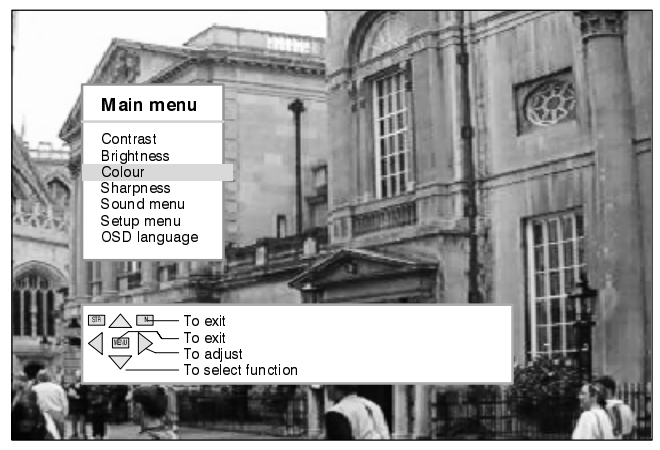 Main menu
Contrast
Brightness
Colour
Sharpness
Sound menu
Setup menu
OSD language
STR N To exit
MENU To exit
To adjust
To select function